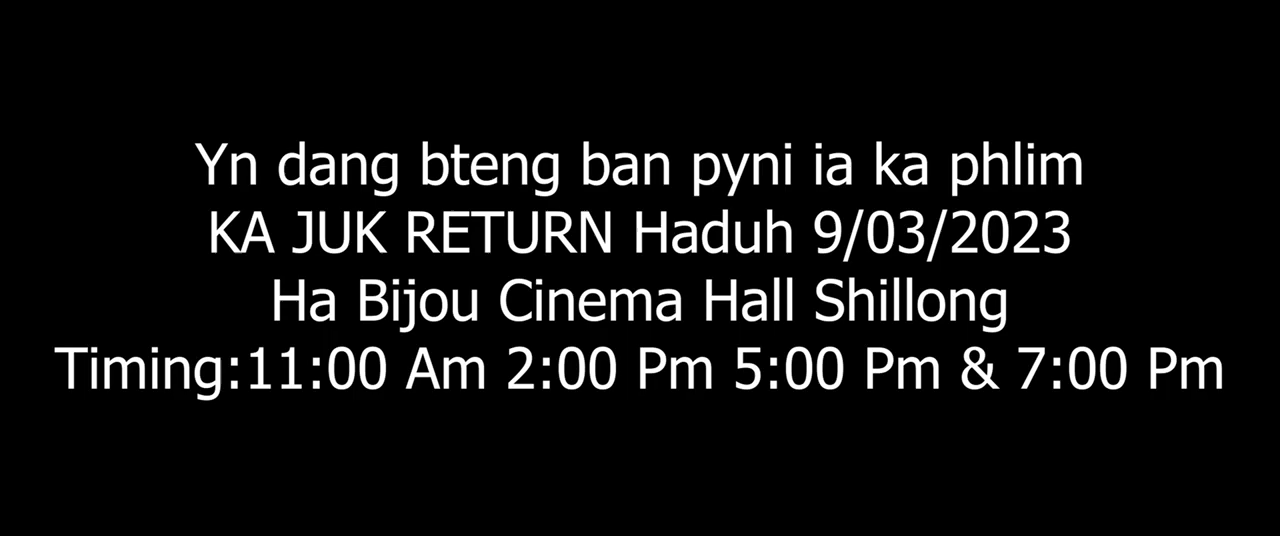 Yn dang bteng ban pyni ia ka phlim
KA JUK RETURN Haduh 9/03/2023
Ha Bijou Cinema Hall Shillong
Timing:11:00 Am 2:00 Pm 5:00 Pm & 7:00 Pm